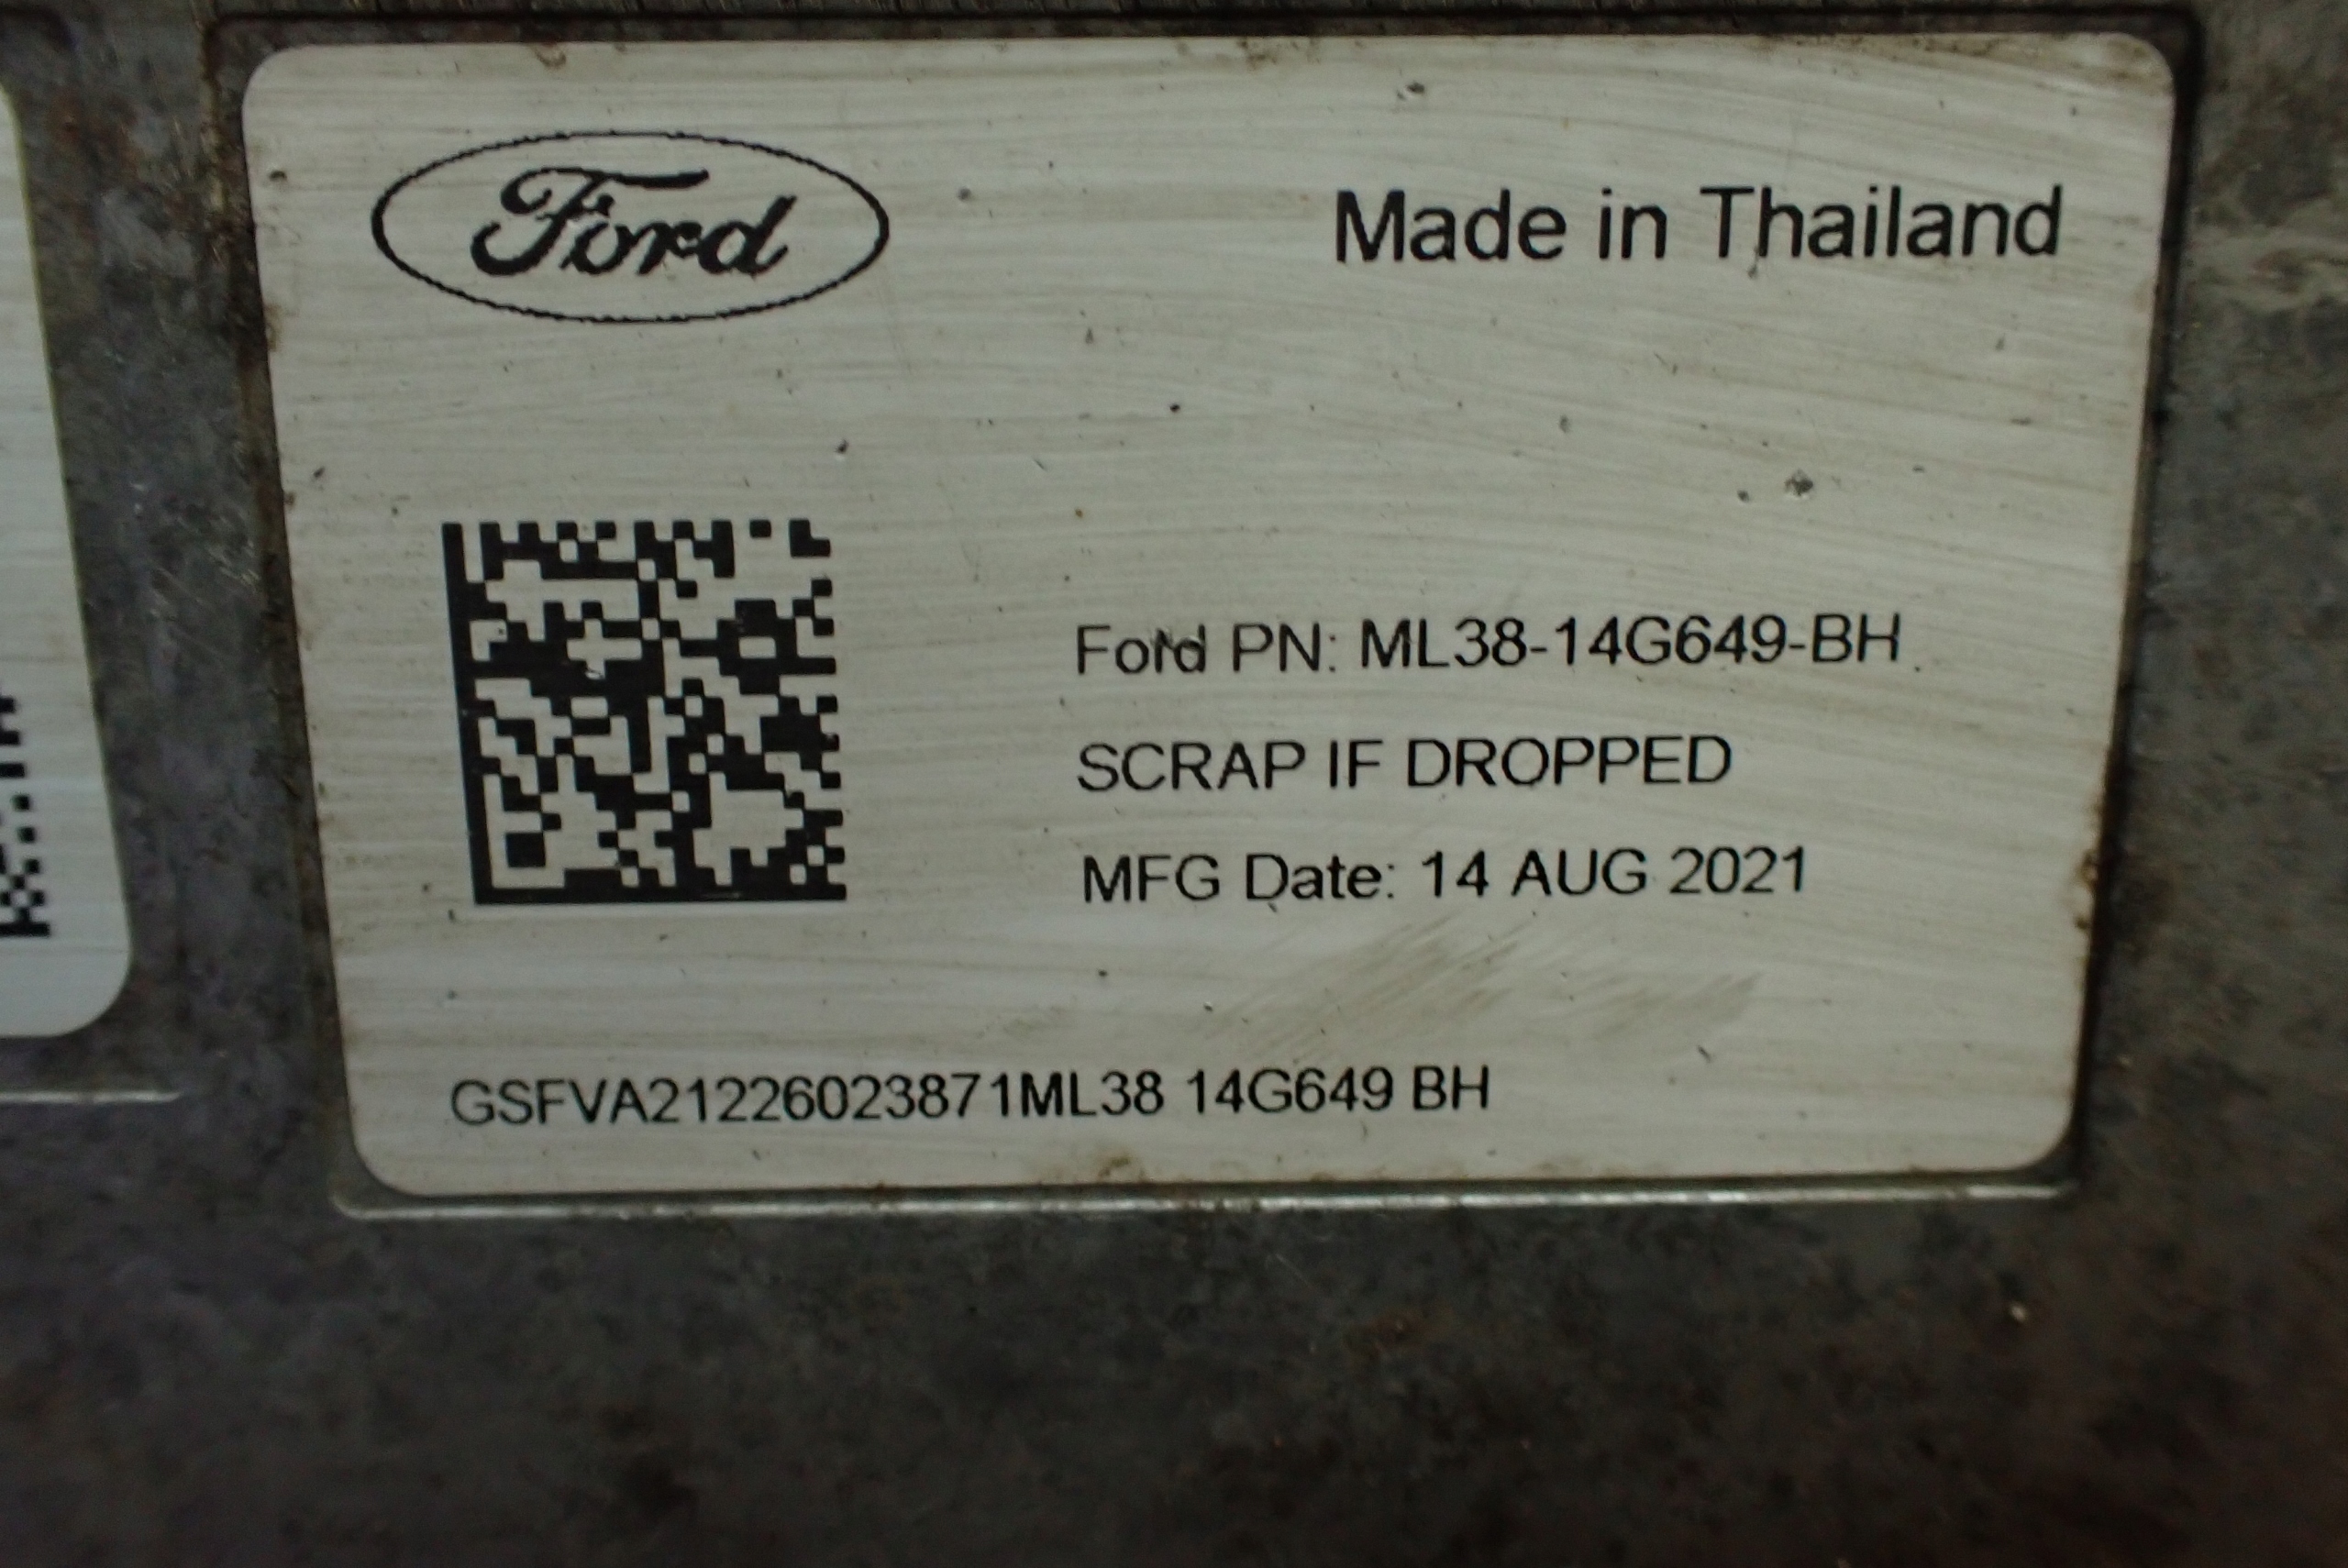 Ford
Made in Thailand
Ford PN: ML38-14G649-BH
SCRAP IF DROPPED
MFG Date: 14 AUG 2021
GSFVA21226023871ML38 14G649 BH